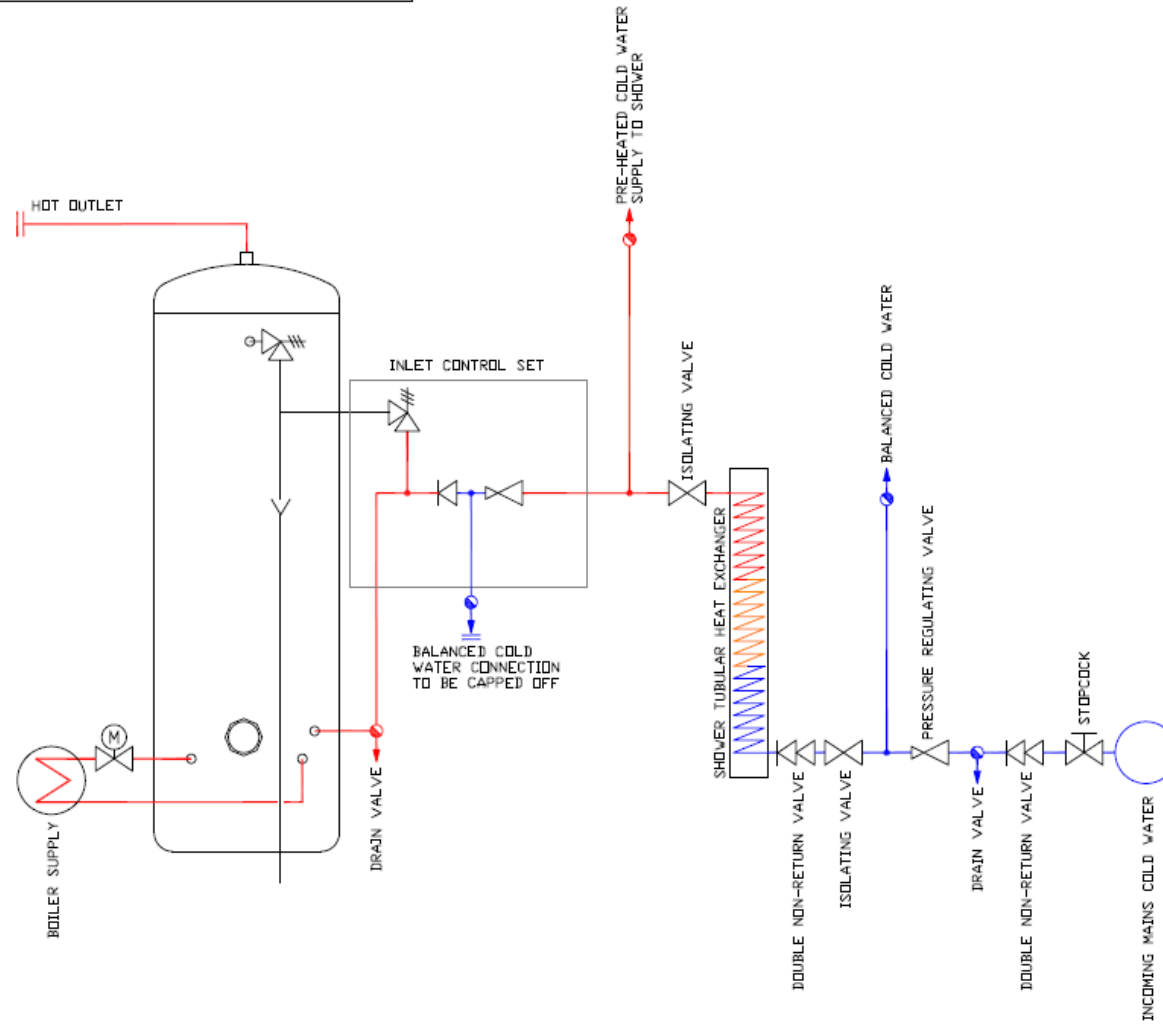 HOT OUTLET
PRE-HEATED COLD WATER
SUPPLY TO SHOWER
INLET CONTROL SET
ISOLATING VALVE
BALANCED COLD WATER
SHOWER TUBULAR HEAT EXCHANGER
PRESSURE REGULATING VALVE
STOPCOCK
BALANCED COLD
WATER CONNECTION
TO BE CAPPED OFF
M
BOILER SUPPLY
DRAIN VALVE
DOUBLE NON-RETURN VALVE
ISOLATING VALVE
DRAIN VALVE
DOUBLE NON-RETURN VALVE
INCOMING MAINS COLD WATER